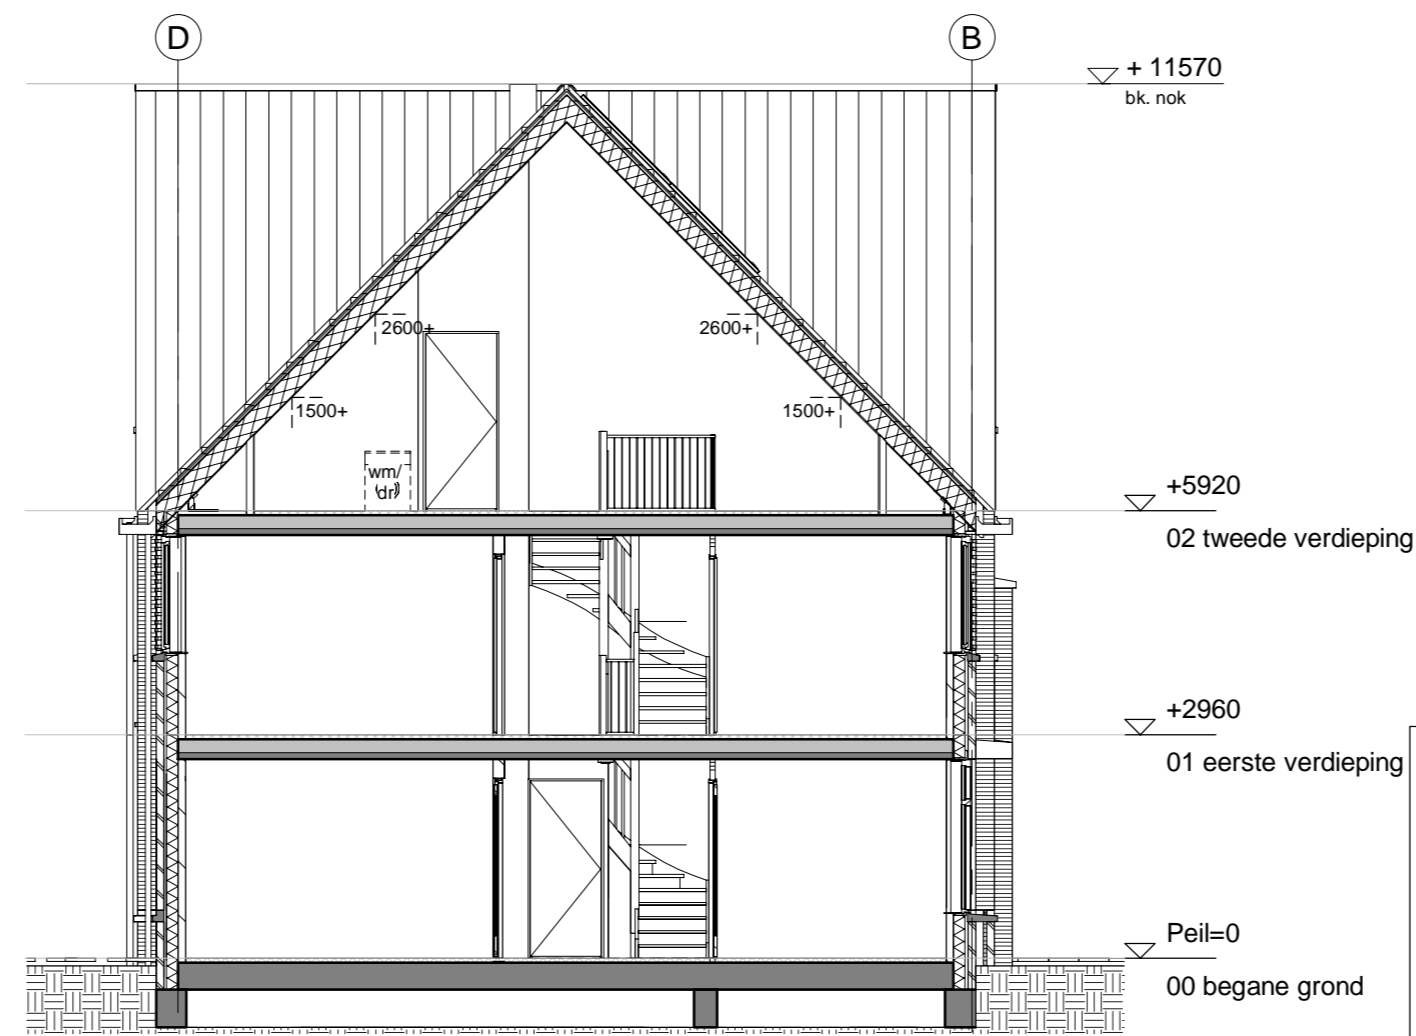 D
B
+ 11570
bk. nok
2600+
2600+
1500+
1500+
wm/
dr
+5920
02 tweede verdieping
+2960
01 eerste verdieping
Peil=0
00 begane grond